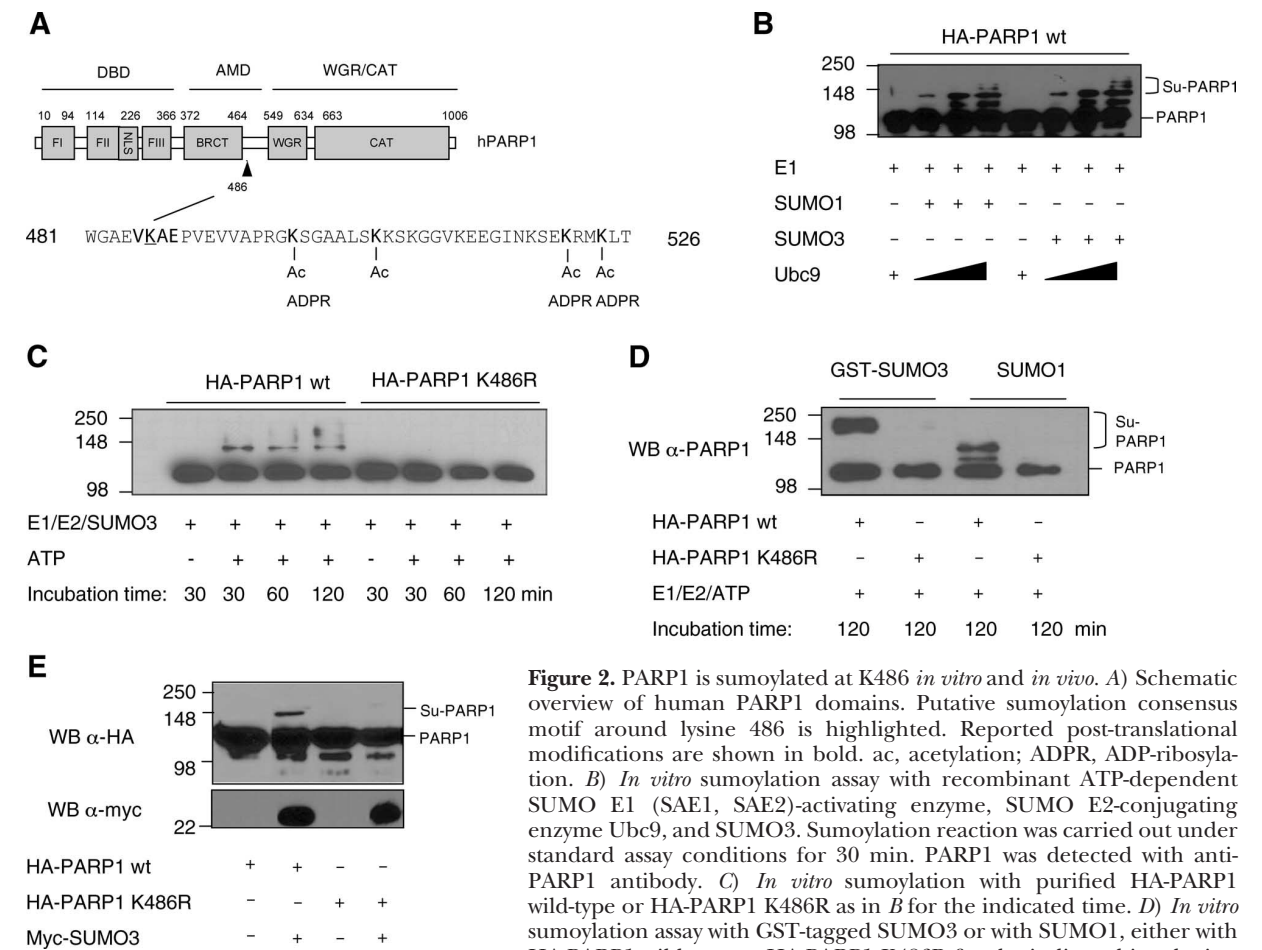 A
DBD AMD WGR/CAT
10 94 114 226 366 372 464 549 634 663 1006
FI FII NLS FIII BRCT WGR CAT hPARP1
486
481 WGAEVKAEPVEVVAPRGKSGAALSKKSKGGVKEEGINKSEKRMKLT 526
Ac Ac Ac Ac
ADPR ADPR ADPR
B
HA-PARP1 wt
250
148
98
Su-PARP1
PARP1
E1 + + + + + + + +
SUMO1 – + + + – – – –
SUMO3 – – – – – + + +
Ubc9 + +
C
HA-PARP1 wt HA-PARP1 K486R
250
148
98
E1/E2/SUMO3 + + + + + + + +
ATP - + + + - + + +
Incubation time: 30 30 60 120 30 30 60 120 min
D
GST-SUMO3 SUMO1
WB α-PARP1
250
148
98
Su-
PARP1
PARP1
HA-PARP1 wt + – + –
HA-PARP1 K486R – + – +
E1/E2/ATP + + + +
Incubation time: 120 120 120 120 min
E
WB α-HA
250
148
98
Su-PARP1
PARP1
WB α-myc
22
HA-PARP1 wt + + – –
HA-PARP1 K486R – – + +
Myc-SUMO3 – + – +
Figure 2. PARP1 is sumoylated at K486 in vitro and in vivo. A) Schematic
overview of human PARP1 domains. Putative sumoylation consensus
motif around lysine 486 is highlighted. Reported post-translational
modifications are shown in bold. ac, acetylation; ADPR, ADP-ribosyla-
tion. B) In vitro sumoylation assay with recombinant ATP-dependent
SUMO E1 (SAE1, SAE2)-activating enzyme, SUMO E2-conjugating
enzyme Ubc9, and SUMO3. Sumoylation reaction was carried out under
standard assay conditions for 30 min. PARP1 was detected with anti-
PARP1 antibody. C) In vitro sumoylation with purified HA-PARP1
wild-type or HA-PARP1 K486R as in B for the indicated time. D) In vitro
sumoylation assay with GST-tagged SUMO3 or with SUMO1, either with